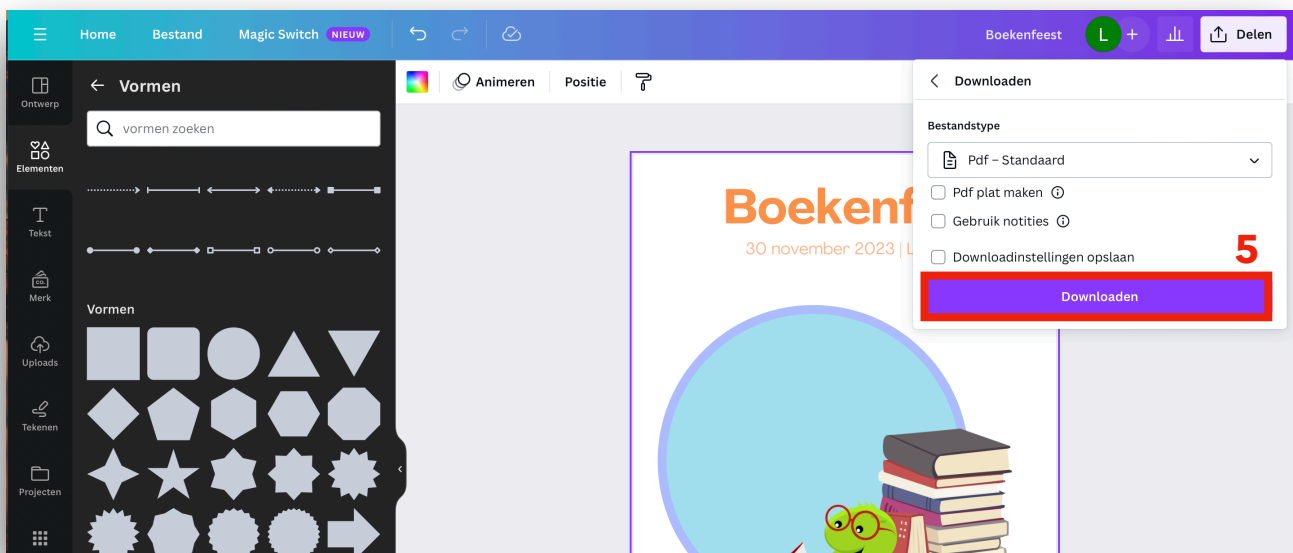 Home Bestand Magic Switch NIEUW Boekenfeest L + Delen
Ontwerp
Elementen
Tekst
CO.
Merk
Uploads
Tekenen
Projecten
Vormen
vormen zoeken
Vormen
Animeren Positie
Boekenf
30 november 2023 | L
Downloaden
Bestandstype
Pdf – Standaard
Pdf plat maken
Gebruik notities
Downloadinstellingen opslaan
5
Downloaden